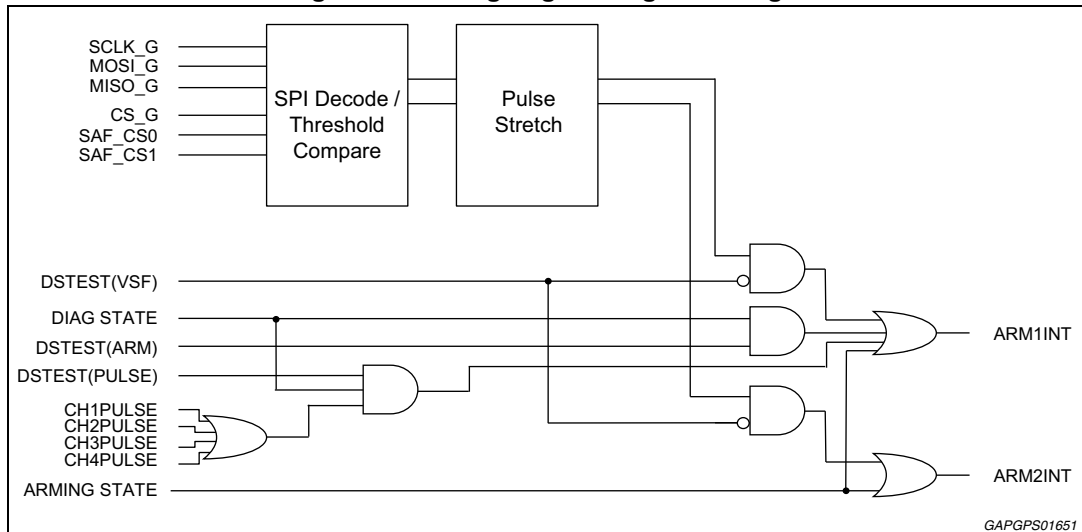 SCLK_G
MOSI_G
MISO_G
CS_G
SAF_CS0
SAF_CS1
SPI Decode /
Threshold
Compare
Pulse
Stretch
DSTEST(VSF)
DIAG STATE
DSTEST(ARM)
DSTEST(PULSE)
CH1PULSE
CH2PULSE
CH3PULSE
CH4PULSE
ARMING STATE
ARM1INT
ARM2INT
GAPGPS01651